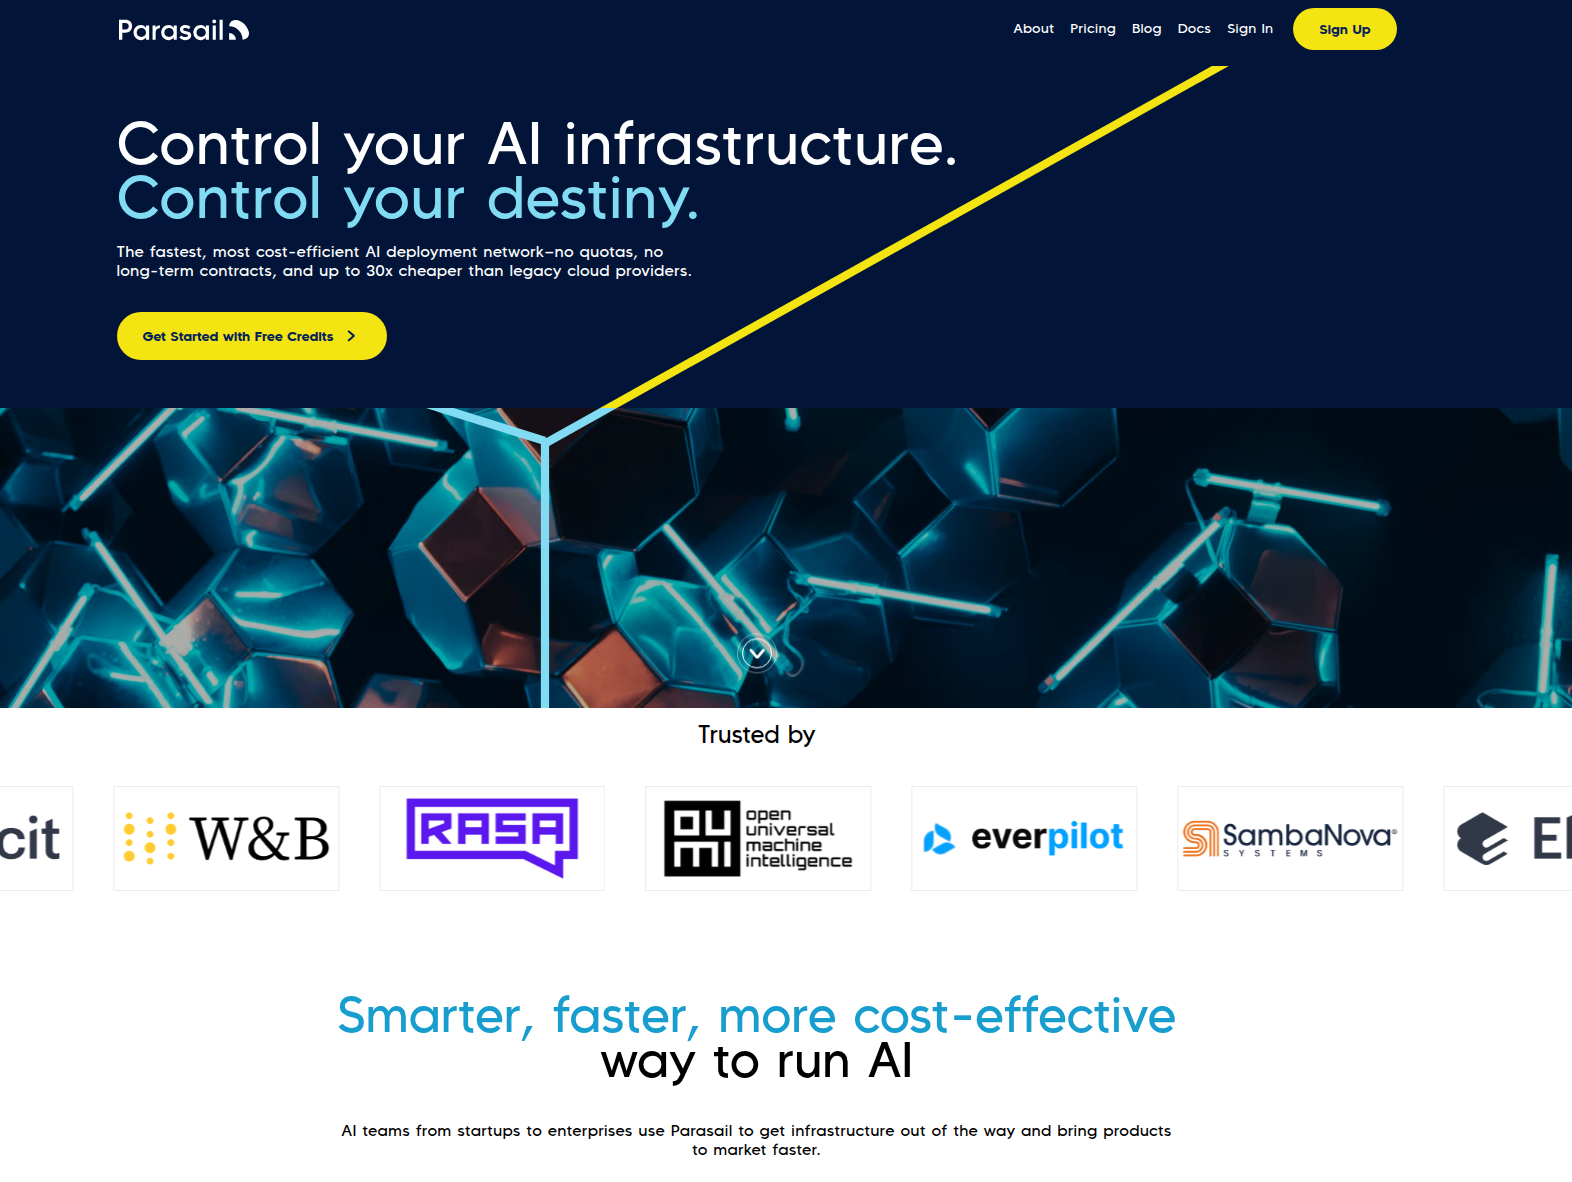 Parasail
About Pricing Blog Docs Sign In Sign Up
Control your AI infrastructure.
Control your destiny.
The fastest, most cost-efficient AI deployment network–no quotas, no
long-term contracts, and up to 30x cheaper than legacy cloud providers.
Get Started with Free Credits
Trusted by
cit
W&B
RASA
oumi
open
universal
machine
intelligence
everpilot
SambaNova®
SYSTEMS
Smarter, faster, more cost-effective
way to run AI
AI teams from startups to enterprises use Parasail to get infrastructure out of the way and bring products
to market faster.